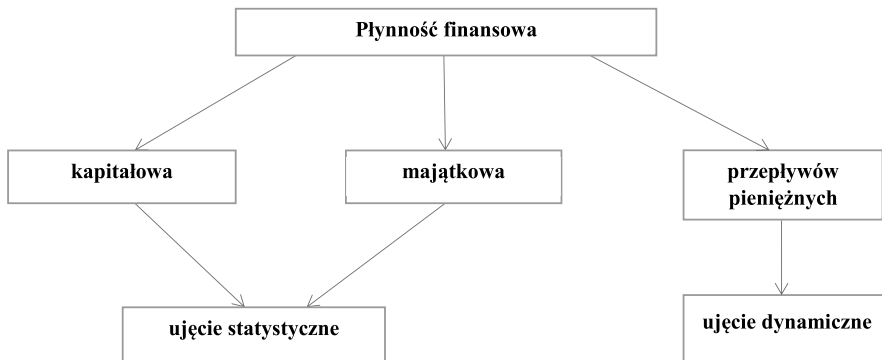 Płynność finansowa
kapitałowa
majątkowa
przepływów
pieniężnych
ujęcie statystyczne
ujęcie dynamiczne